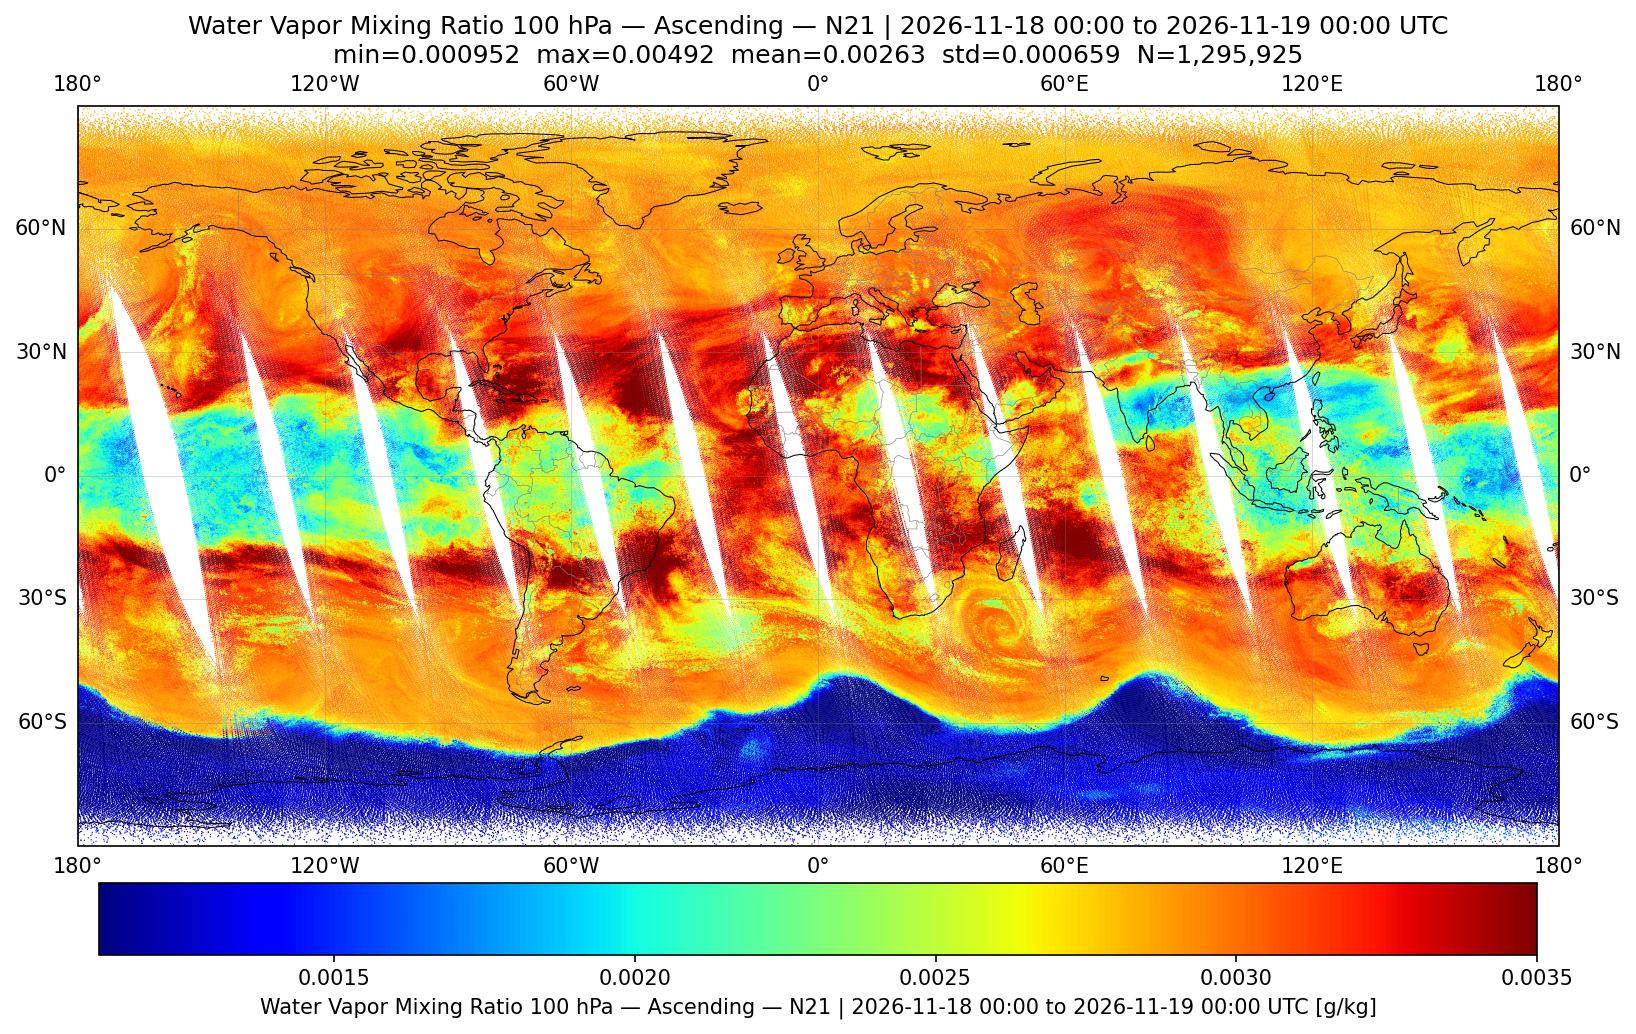 Water Vapor Mixing Ratio 100 hPa — Ascending — N21 | 2026-11-18 00:00 to 2026-11-19 00:00 UTC
min=0.000952 max=0.00492 mean=0.00263 std=0.000659 N=1,295,925
180° 120°W 60°W 0° 60°E 120°E 180°
60°N 60°N
30°N 30°N
0° 0°
30°S 30°S
60°S 60°S
180° 120°W 60°W 0° 60°E 120°E 180°
0.0015 0.0020 0.0025 0.0030 0.0035
Water Vapor Mixing Ratio 100 hPa — Ascending — N21 | 2026-11-18 00:00 to 2026-11-19 00:00 UTC [g/kg]